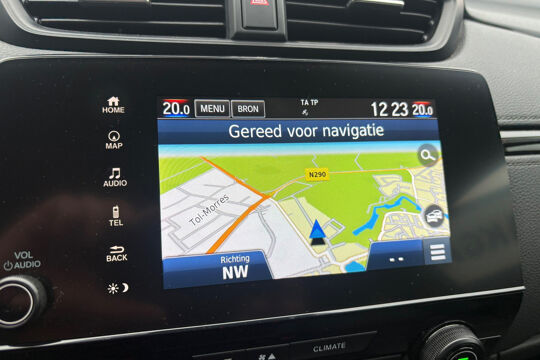 20.0 MENU BRON TA TP 12 23 20.0
Gereed voor navigatie
HOME
MAP
AUDIO
TEL
BACK
N290
Tol-Morres
Richting
NW
--
VOL
AUDIO
CLIMATE